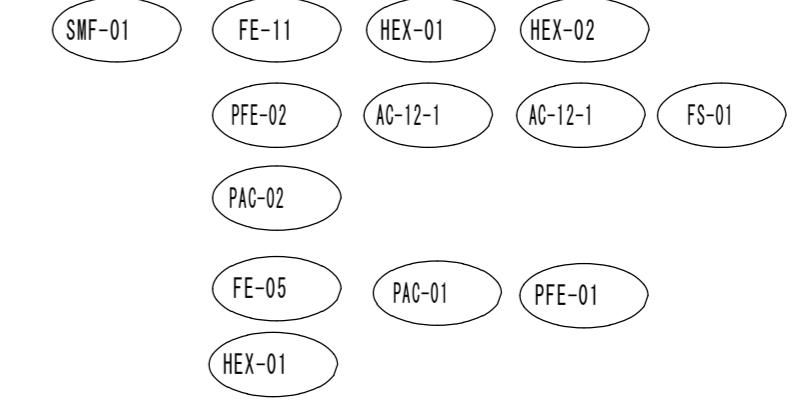 SMF-01 FE-11 HEX-01 HEX-02
PFE-02 AC-12-1 AC-12-1 FS-01
PAC-02
FE-05 PAC-01 PFE-01
HEX-01